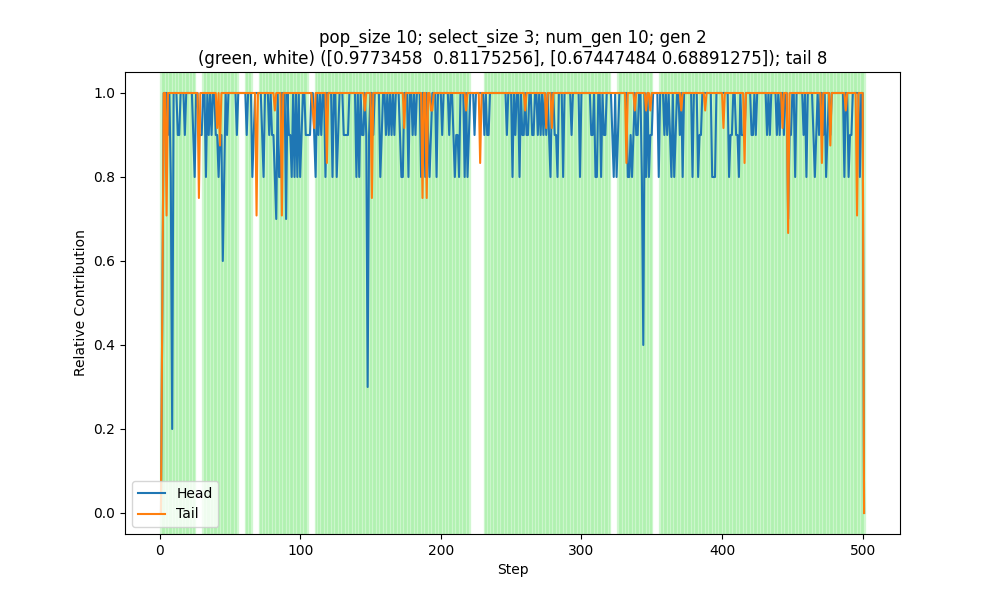 pop_size 10; select_size 3; num_gen 10; gen 2
(green, white) ([0.9773458  0.81175256], [0.67447484 0.68891275]); tail 8
Relative Contribution
1.0
0.8
0.6
0.4
0.2
0.0
Head
Tail
0
100
200
300
400
500
Step